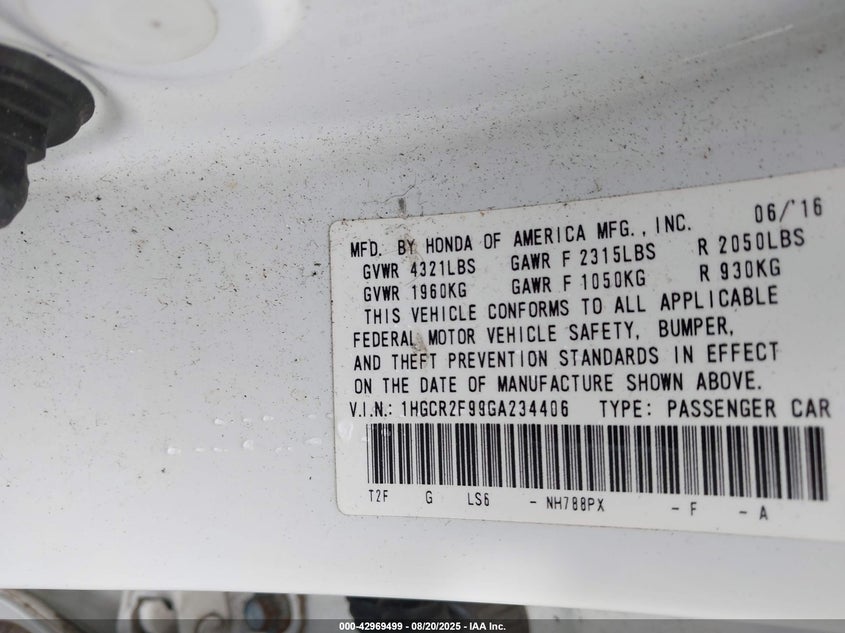 06/'16
MFD. BY HONDA OF AMERICA MFG., INC.
GVWR 4321LBS GAWR F 2315LBS R 2050LBS
GVWR 1960KG GAWR F 1050KG R 930KG
THIS VEHICLE CONFORMS TO ALL APPLICABLE
FEDERAL MOTOR VEHICLE SAFETY, BUMPER,
AND THEFT PREVENTION STANDARDS IN EFFECT
ON THE DATE OF MANUFACTURE SHOWN ABOVE.
V.I.N.: 1HGCR2F99GA234406 TYPE: PASSENGER CAR
T2F G LS6 - NH788PX - F - A
000-42969499 - 08/20/2025 - IAA Inc.